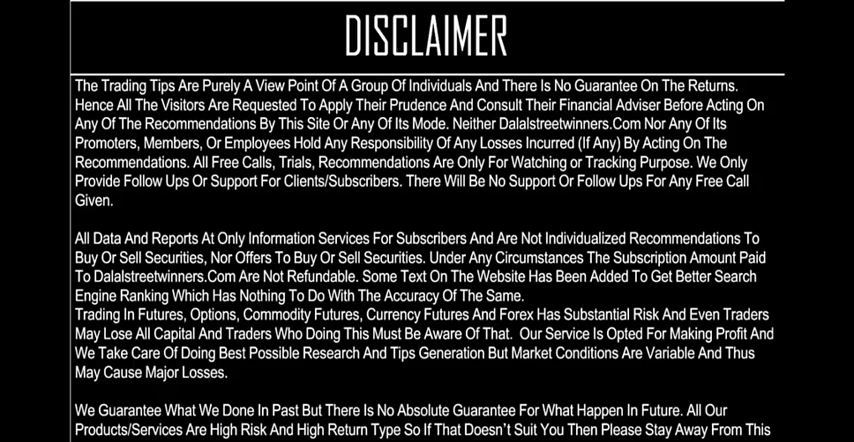 DISCLAIMER
The Trading Tips Are Purely A View Point Of A Group Of Individuals And There Is No Guarantee On The Returns.
Hence All The Visitors Are Requested To Apply Their Prudence And Consult Their Financial Adviser Before Acting On
Any Of The Recommendations By This Site Or Any Of Its Mode. Neither Dalalstreetwinners.Com Nor Any Of Its
Promoters, Members, Or Employees Hold Any Responsibility Of Any Losses Incurred (If Any) By Acting On The
Recommendations. All Free Calls, Trials, Recommendations Are Only For Watching or Tracking Purpose. We Only
Provide Follow Ups Or Support For Clients/Subscribers. There Will Be No Support Or Follow Ups For Any Free Call
Given.
All Data And Reports At Only Information Services For Subscribers And Are Not Individualized Recommendations To
Buy Or Sell Securities, Nor Offers To Buy Or Sell Securities. Under Any Circumstances The Subscription Amount Paid
To Dalalstreetwinners.Com Are Not Refundable. Some Text On The Website Has Been Added To Get Better Search
Engine Ranking Which Has Nothing To Do With The Accuracy Of The Same.
Trading In Futures, Options, Commodity Futures, Currency Futures And Forex Has Substantial Risk And Even Traders
May Lose All Capital And Traders Who Doing This Must Be Aware Of That. Our Service Is Opted For Making Profit And
We Take Care Of Doing Best Possible Research And Tips Generation But Market Conditions Are Variable And Thus
May Cause Major Losses.
We Guarantee What We Done In Past But There Is No Absolute Guarantee For What Happen In Future. All Our
Products/Services Are High Risk And High Return Type So If That Doesn't Suit You Then Please Stay Away From This